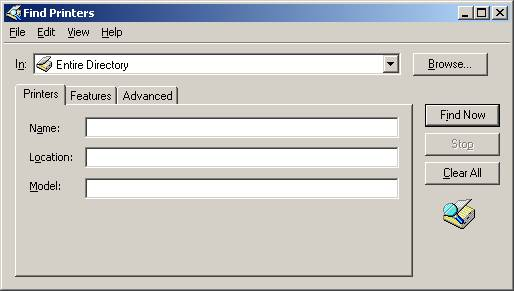 Find Printers
File Edit View Help
In: Entire Directory Browse...
Printers Features Advanced
Name: Find Now
Location: Stop
Model: Clear All